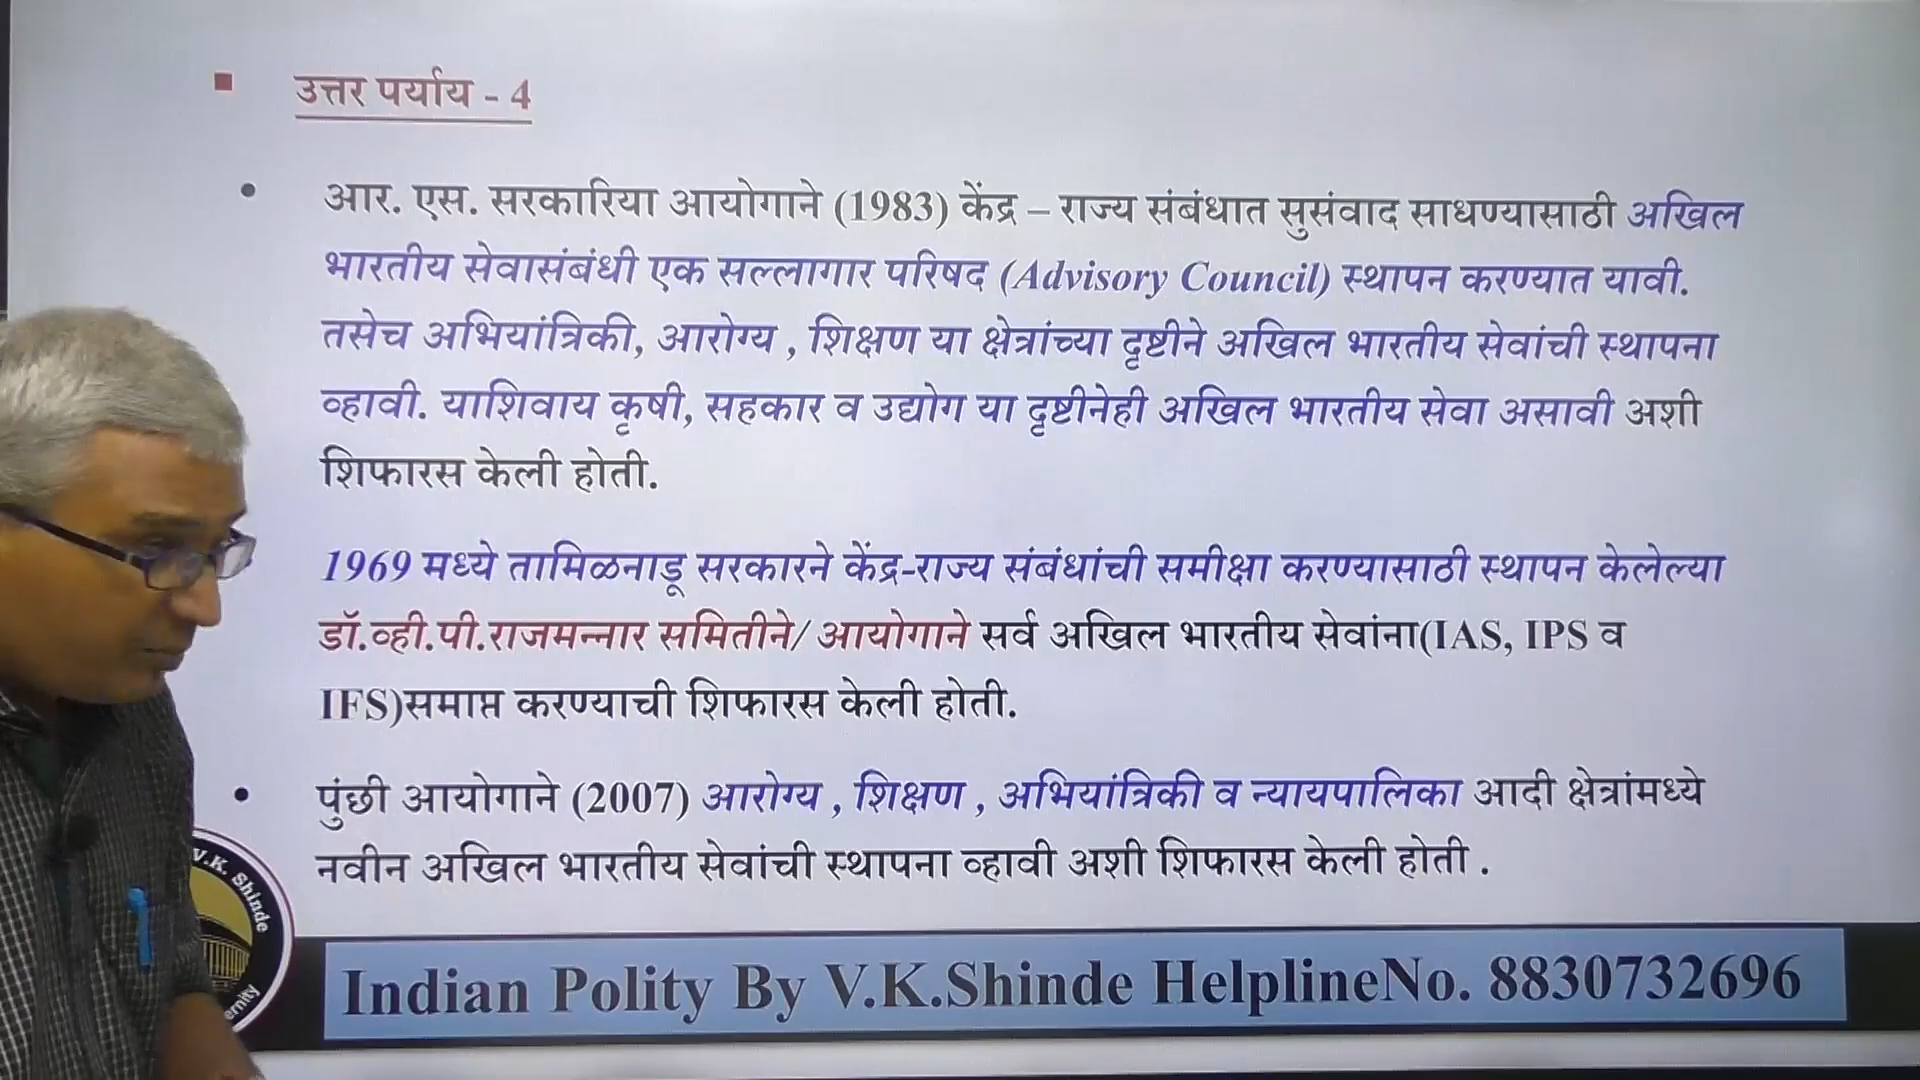 उत्तर पर्याय - 4
आर. एस. सरकारिया आयोगाने (1983) केंद्र – राज्य संबंधात सुसंवाद साधण्यासाठी अखिल
भारतीय सेवासंबंधी एक सल्लागार परिषद (Advisory Council) स्थापन करण्यात यावी.
तसेच अभियांत्रिकी, आरोग्य , शिक्षण या क्षेत्रांच्या दृष्टीने अखिल भारतीय सेवांची स्थापना
व्हावी. याशिवाय कृषी, सहकार व उद्योग या दृष्टीनेही अखिल भारतीय सेवा असावी अशी
शिफारस केली होती.
1969 मध्ये तामिळनाडू सरकारने केंद्र-राज्य संबंधांची समीक्षा करण्यासाठी स्थापन केलेल्या
डॉ.व्ही.पी.राजमन्नार समितीने/ आयोगाने सर्व अखिल भारतीय सेवांना(IAS, IPS व
IFS)समाप्त करण्याची शिफारस केली होती.
पुंछी आयोगाने (2007) आरोग्य , शिक्षण , अभियांत्रिकी व न्यायपालिका आदी क्षेत्रांमध्ये
नवीन अखिल भारतीय सेवांची स्थापना व्हावी अशी शिफारस केली होती .
V.K. Shinde
Indian Polity By V.K.Shinde HelplineNo. 8830732696